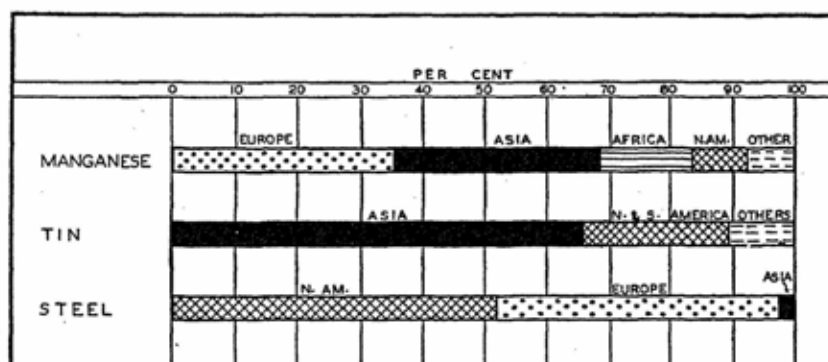 PER CENT
0 10 20 30 40 50 60 70 80 90 100
EUROPE ASIA AFRICA N.AM. OTHER
MANGANESE
ASIA N. & S. AMERICA OTHERS
TIN
ASIA
N. AM. EUROPE
STEEL